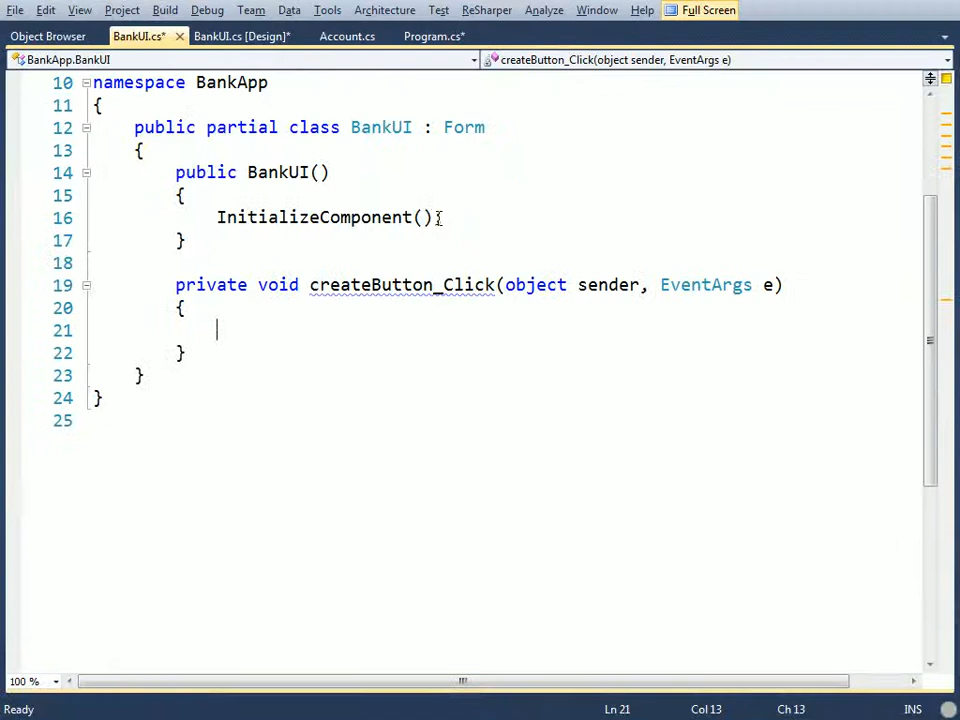 File Edit View Project Build Debug Team Data Tools Architecture Test ReSharper Analyze Window Help Full Screen
Object Browser BankUI.cs* BankUI.cs [Design]* Account.cs Program.cs*
BankApp.BankUI createButton_Click(object sender, EventArgs e)
10 namespace BankApp
11 {
12 public partial class BankUI : Form
13 {
14 public BankUI()
15 {
16 InitializeComponent()
17 }
18
19 private void createButton_Click(object sender, EventArgs e)
20 {
21
22 }
23 }
24 }
25
100 %
Ready Ln 21 Col 13 Ch 13 INS